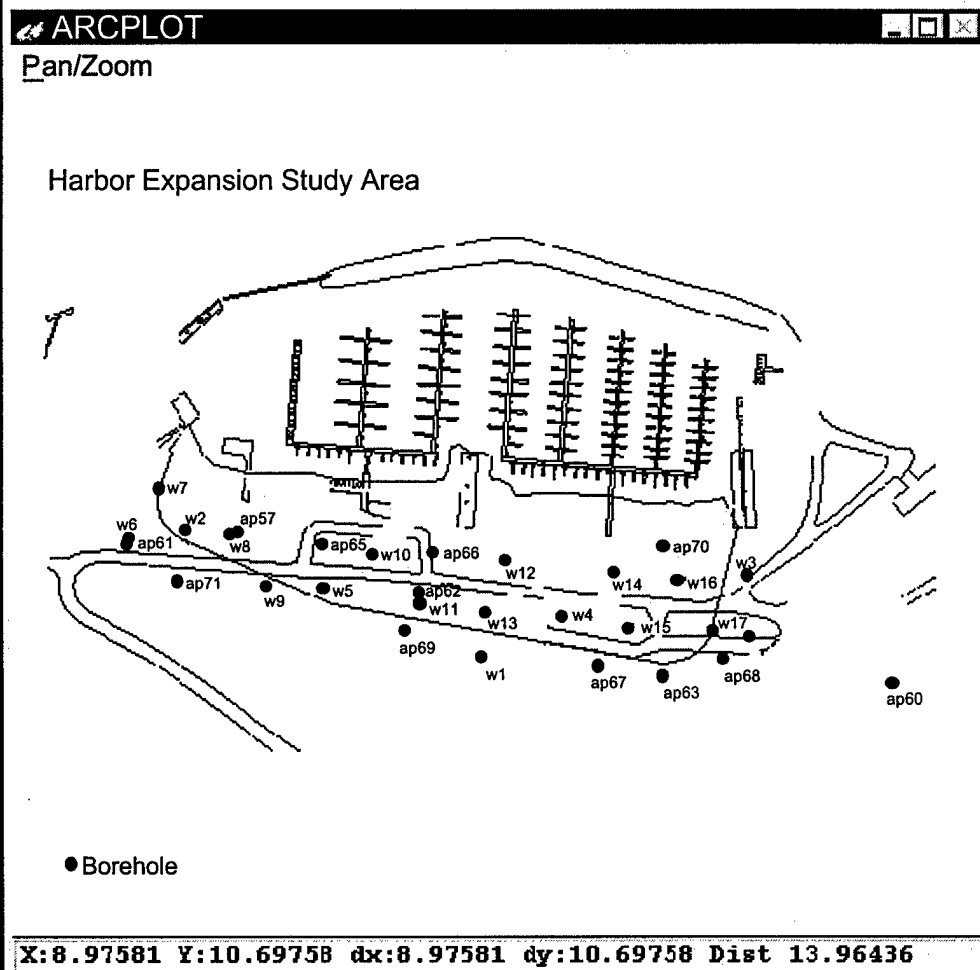 ARCPLOT
Pan/Zoom
Harbor Expansion Study Area
w7
w2
ap57
w6
ap61
w8
ap65
w10
ap66
ap70
w12
w3
w14
w16
ap71
w9
w5
ap62
w11
w13
w4
w15
w17
ap69
w1
ap67
ap63
ap68
ap60
Borehole
X:8.97581 Y:10.69758 dx:8.97581 dy:10.69758 Dist 13.96436